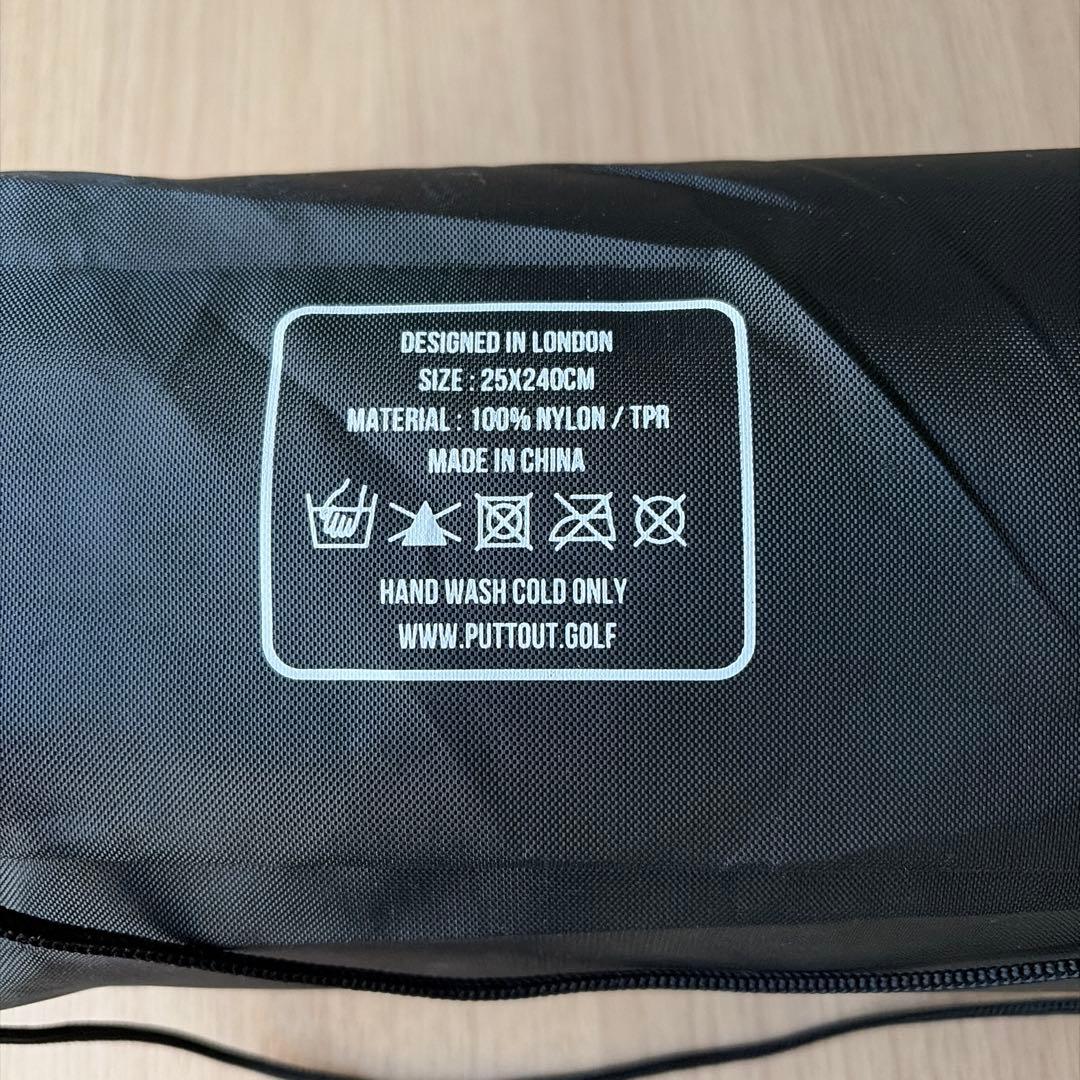 DESIGNED IN LONDON
SIZE : 25X240CM
MATERIAL : 100% NYLON / TPR
MADE IN CHINA
HAND WASH COLD ONLY
WWW.PUTTOUT.GOLF